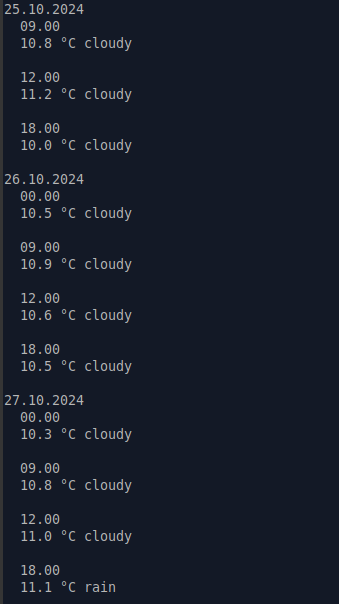 25.10.2024
09.00
10.8 °C cloudy
12.00
11.2 °C cloudy
18.00
10.0 °C cloudy
26.10.2024
00.00
10.5 °C cloudy
09.00
10.9 °C cloudy
12.00
10.6 °C cloudy
18.00
10.5 °C cloudy
27.10.2024
00.00
10.3 °C cloudy
09.00
10.8 °C cloudy
12.00
11.0 °C cloudy
18.00
11.1 °C rain